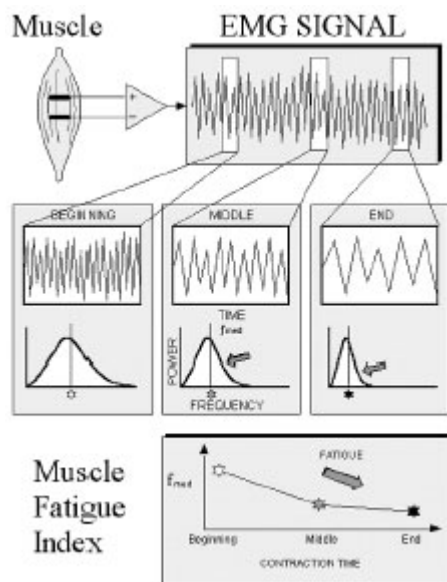 Muscle
EMG SIGNAL
+
−
BEGINNING
MIDDLE
END
TIME
fmed
POWER
FREQUENCY
Muscle
Fatigue
Index
FATIGUE
fmed
Beginning
Middle
End
CONTRACTION TIME